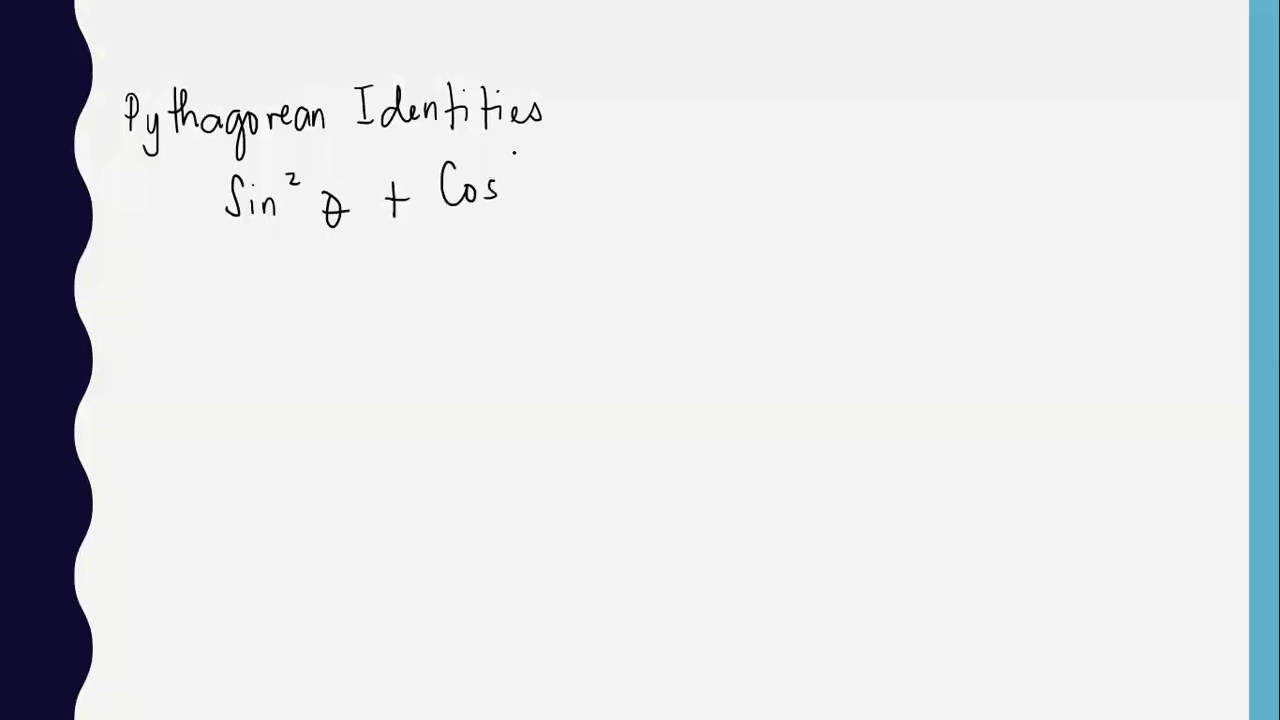 Pythagorean Identities
Sin² θ + Cos